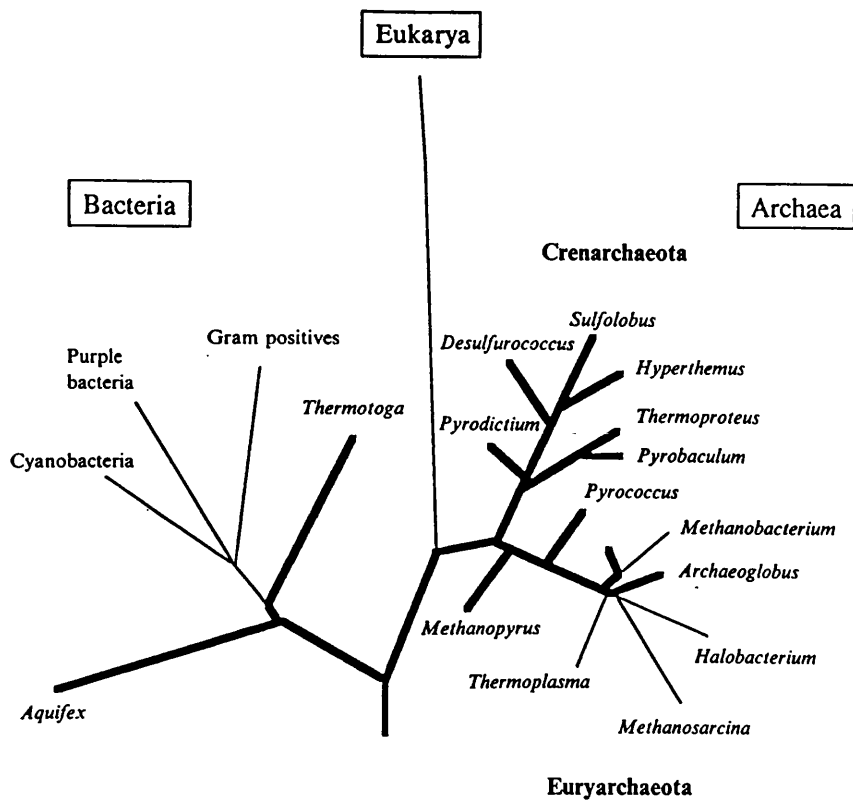 Eukarya
Bacteria
Archaea
Crenarchaeota
Sulfolobus
Desulfurococcus
Hyperthemus
Gram positives
Purple
bacteria
Thermotoga
Thermoproteus
Pyrodictium
Cyanobacteria
Pyrobaculum
Pyrococcus
Methanobacterium
Archaeoglobus
Methanopyrus
Halobacterium
Thermoplasma
Aquifex
Methanosarcina
Euryarchaeota